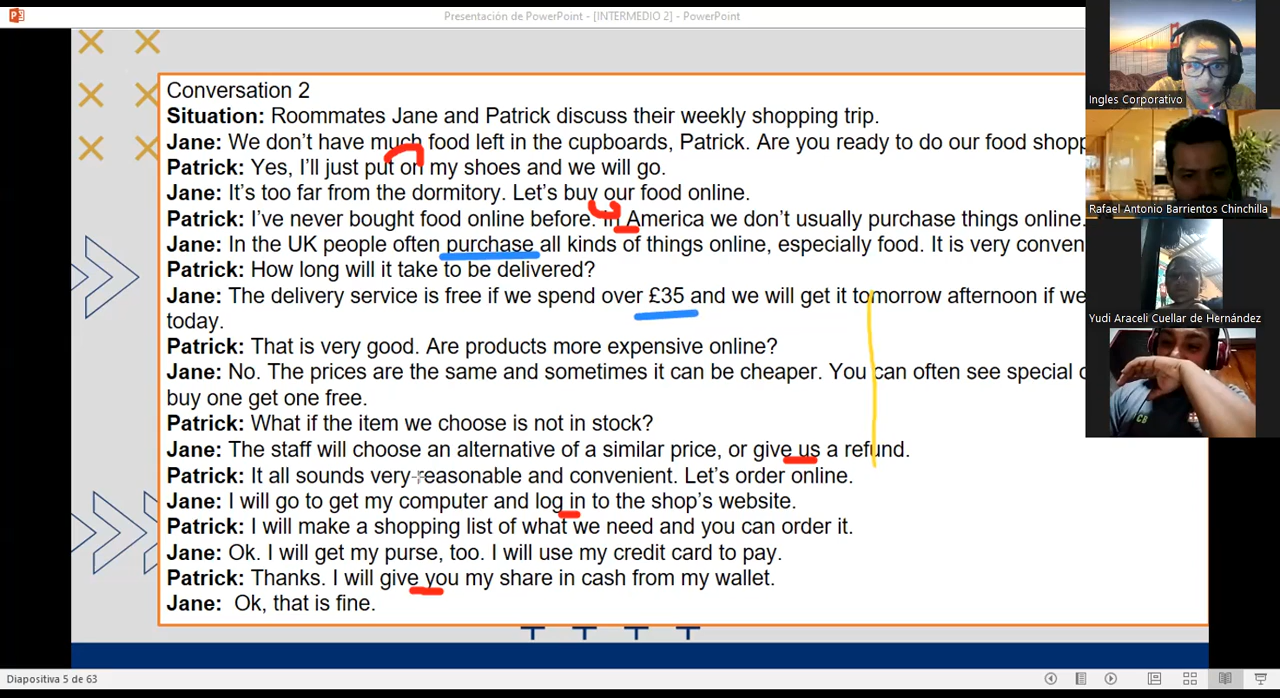 Presentación de PowerPoint - [INTERMEDIO 2] - PowerPoint
Conversation 2
Situation: Roommates Jane and Patrick discuss their weekly shopping trip.
Jane: We don't have much food left in the cupboards, Patrick. Are you ready to do our food shopp
Patrick: Yes, I'll just put on my shoes and we will go.
Jane: It's too far from the dormitory. Let's buy our food online.
Patrick: I've never bought food online before. In America we don't usually purchase things online.
Jane: In the UK people often purchase all kinds of things online, especially food. It is very conven
Patrick: How long will it take to be delivered?
Jane: The delivery service is free if we spend over £35 and we will get it tomorrow afternoon if we
today.
Patrick: That is very good. Are products more expensive online?
Jane: No. The prices are the same and sometimes it can be cheaper. You can often see special o
buy one get one free.
Patrick: What if the item we choose is not in stock?
Jane: The staff will choose an alternative of a similar price, or give us a refund.
Patrick: It all sounds very reasonable and convenient. Let's order online.
Jane: I will go to get my computer and log in to the shop's website.
Patrick: I will make a shopping list of what we need and you can order it.
Jane: Ok. I will get my purse, too. I will use my credit card to pay.
Patrick: Thanks. I will give you my share in cash from my wallet.
Jane: Ok, that is fine.
Ingles Corporativo
Rafael Antonio Barrientos Chinchilla
Yudi Araceli Cuellar de Hernández
CB
Diapositiva 5 de 63